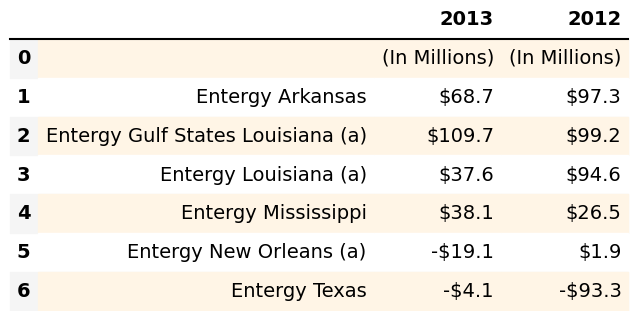 2013 2012
0 (In Millions) (In Millions)
1 Entergy Arkansas $68.7 $97.3
2 Entergy Gulf States Louisiana (a) $109.7 $99.2
3 Entergy Louisiana (a) $37.6 $94.6
4 Entergy Mississippi $38.1 $26.5
5 Entergy New Orleans (a) -$19.1 $1.9
6 Entergy Texas -$4.1 -$93.3